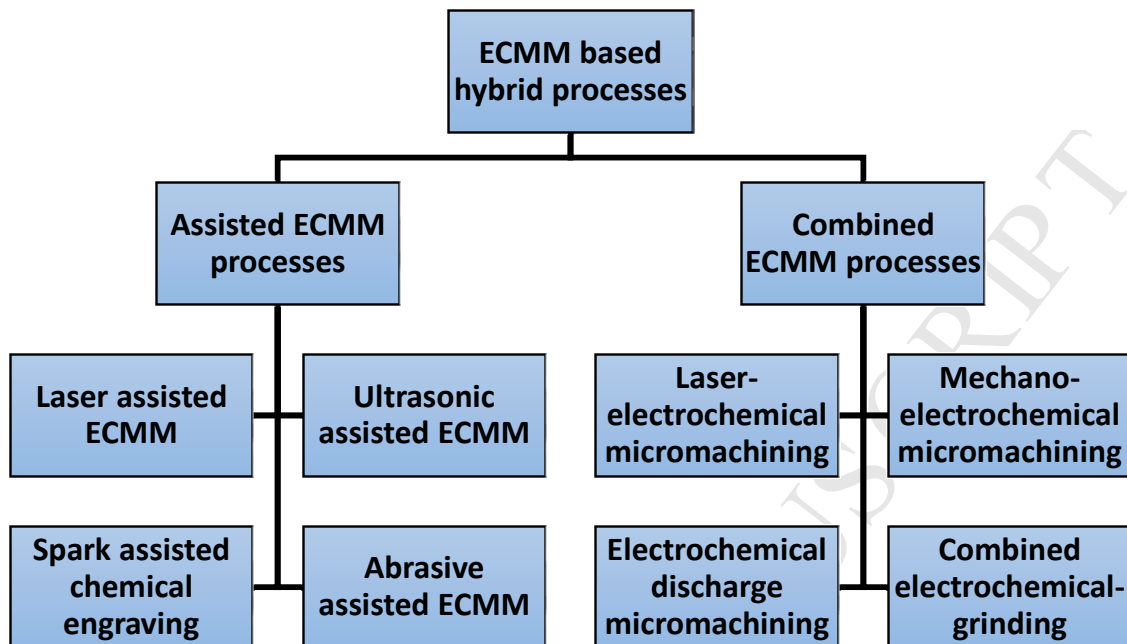 ECMM based
hybrid processes
Assisted ECMM
processes
Combined
ECMM processes
Laser assisted
ECMM
Ultrasonic
assisted ECMM
Laser-
electrochemical
micromachining
Mechano-
electrochemical
micromachining
Spark assisted
chemical
engraving
Abrasive
assisted ECMM
Electrochemical
discharge
micromachining
Combined
electrochemical-
grinding
USCRIPT